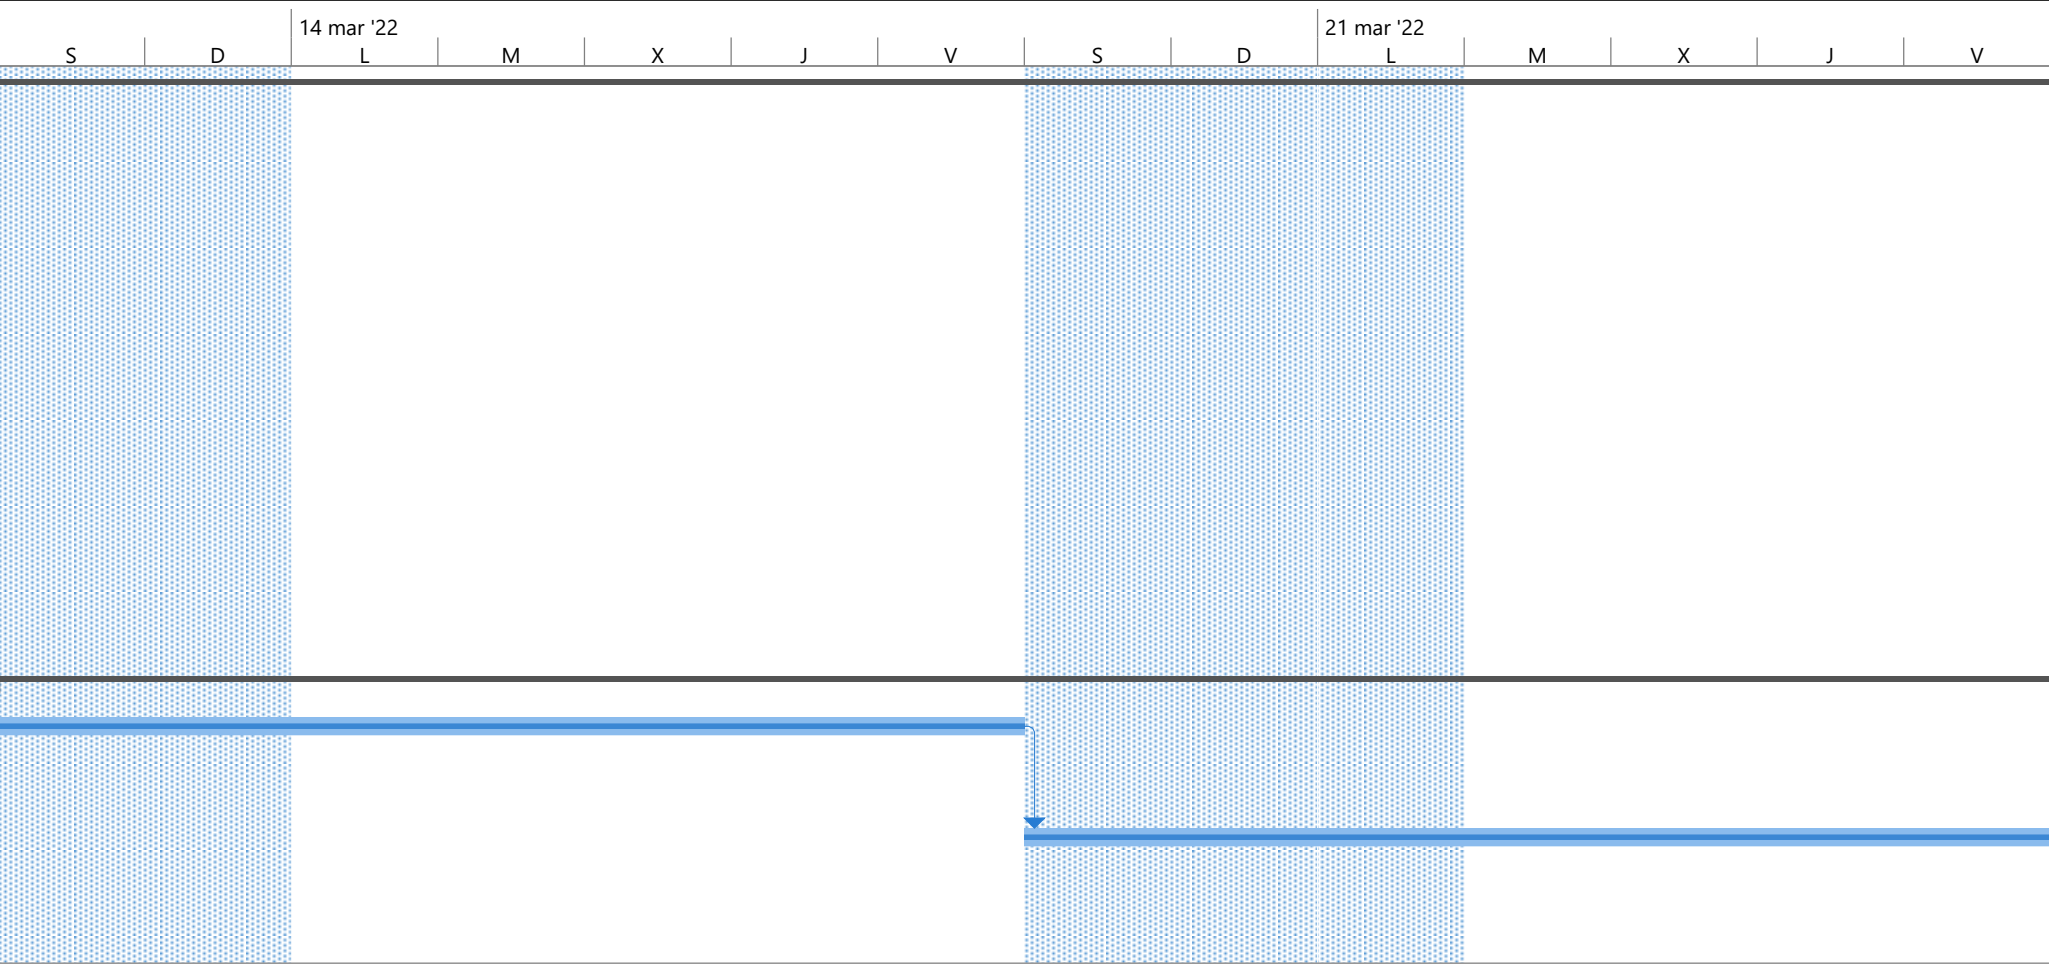 14 mar '22 21 mar '22
S D L M X J V S D L M X J V